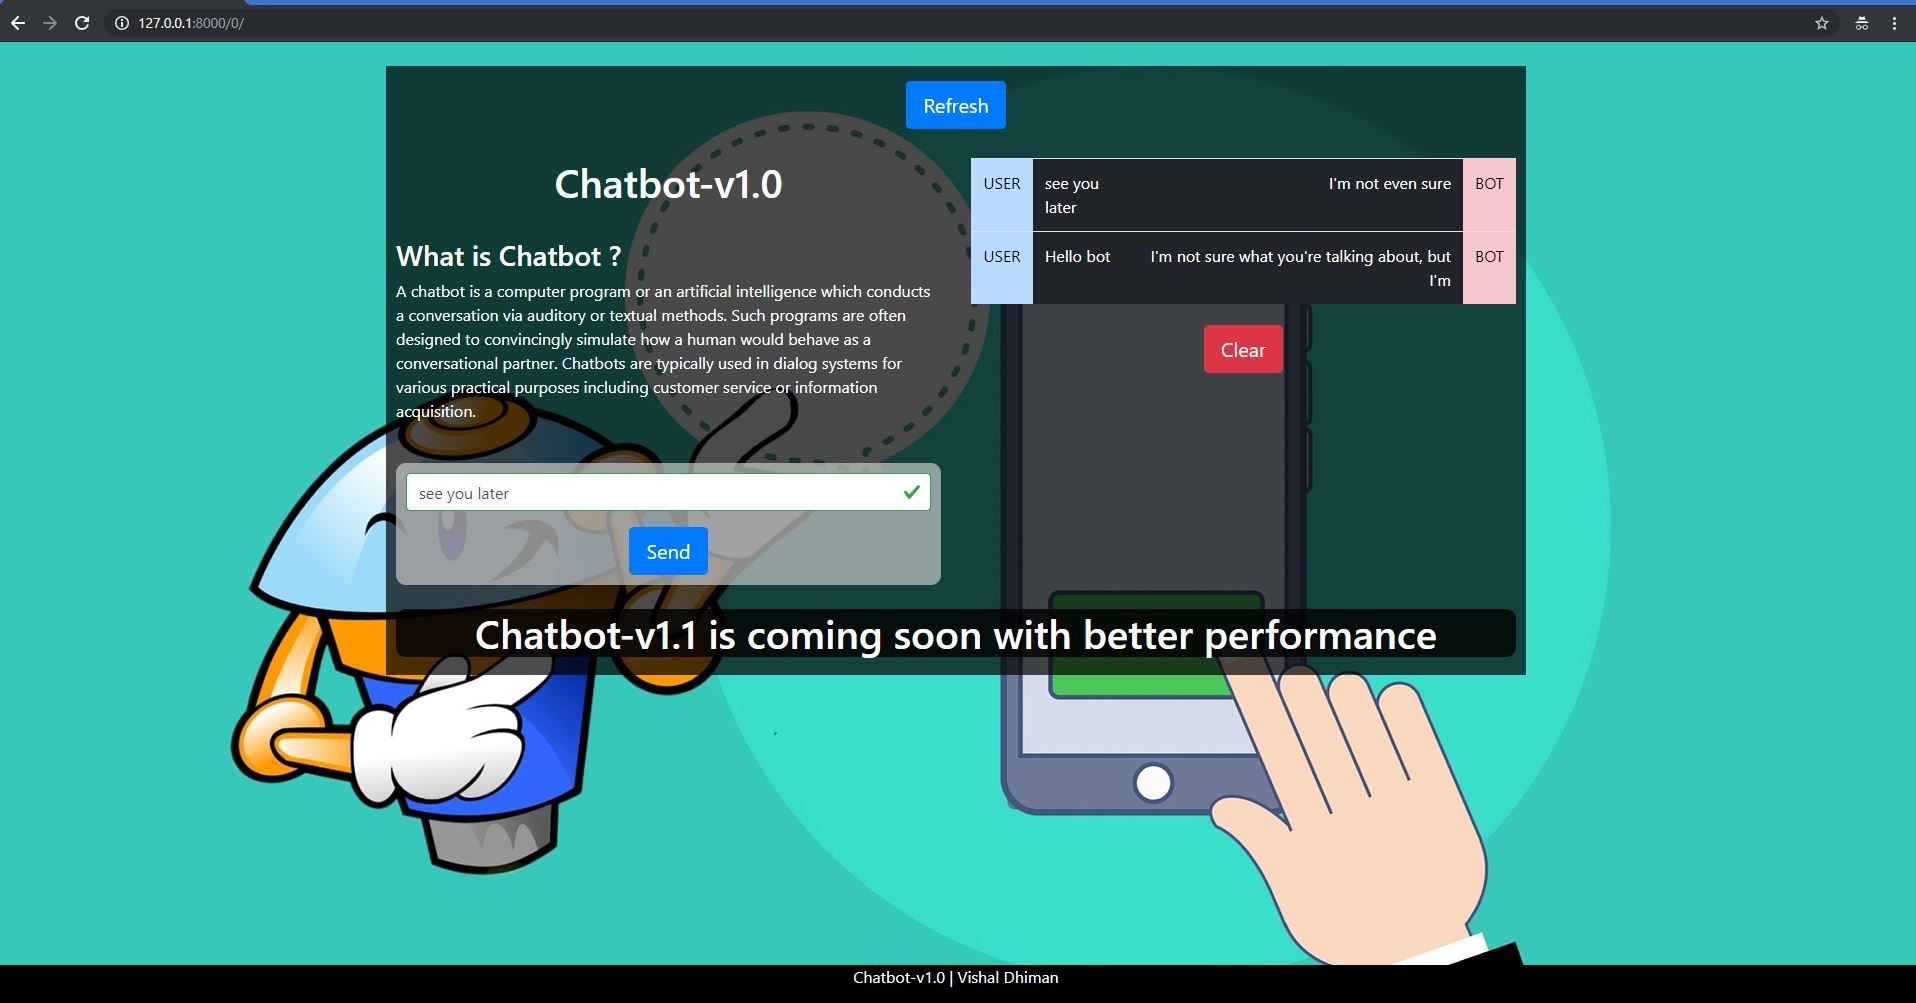 127.0.0.1:8000/0/
Refresh
Chatbot-v1.0
What is Chatbot ?
A chatbot is a computer program or an artificial intelligence which conducts
a conversation via auditory or textual methods. Such programs are often
designed to convincingly simulate how a human would behave as a
conversational partner. Chatbots are typically used in dialog systems for
various practical purposes including customer service or information
acquisition.
see you later
Send
USER see you I'm not even sure BOT
later
USER Hello bot I'm not sure what you're talking about, but BOT
I'm
Clear
Chatbot-v1.1 is coming soon with better performance
Chatbot-v1.0 | Vishal Dhiman